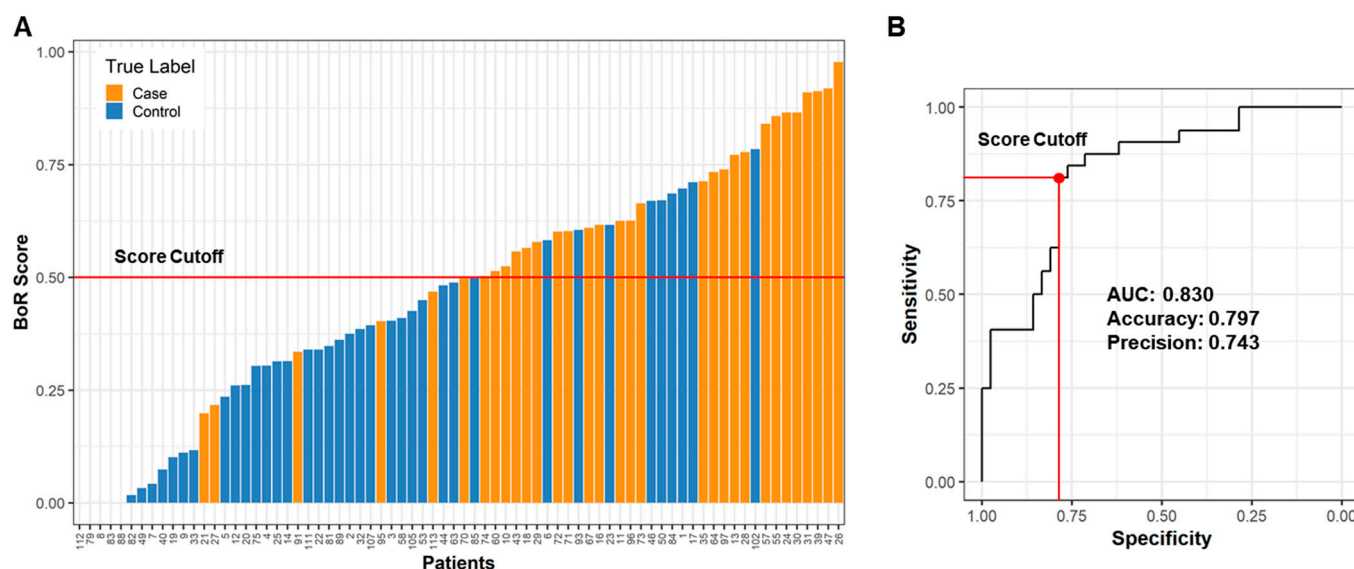 A
1.00
True Label
Case
Control
0.75
Score Cutoff
0.50
BoR Score
0.25
0.00
112 79 8 83 88 82 49 7 40 19 9 33 21 27 5 12 20 75 4 25 14 91 111 22 81 89 2 32 107 95 3 58 105 53 113 44 63 70 85 74 60 10 43 18 29 6 72 71 93 67 16 23 11 96 73 46 50 84 1 17 35 64 97 13 28 102 57 55 24 30 31 39 47 26
Patients
B
1.00
Score Cutoff
0.75
Sensitivity
0.50
AUC: 0.830
Accuracy: 0.797
Precision: 0.743
0.25
0.00
1.00 0.75 0.50 0.25 0.00
Specificity